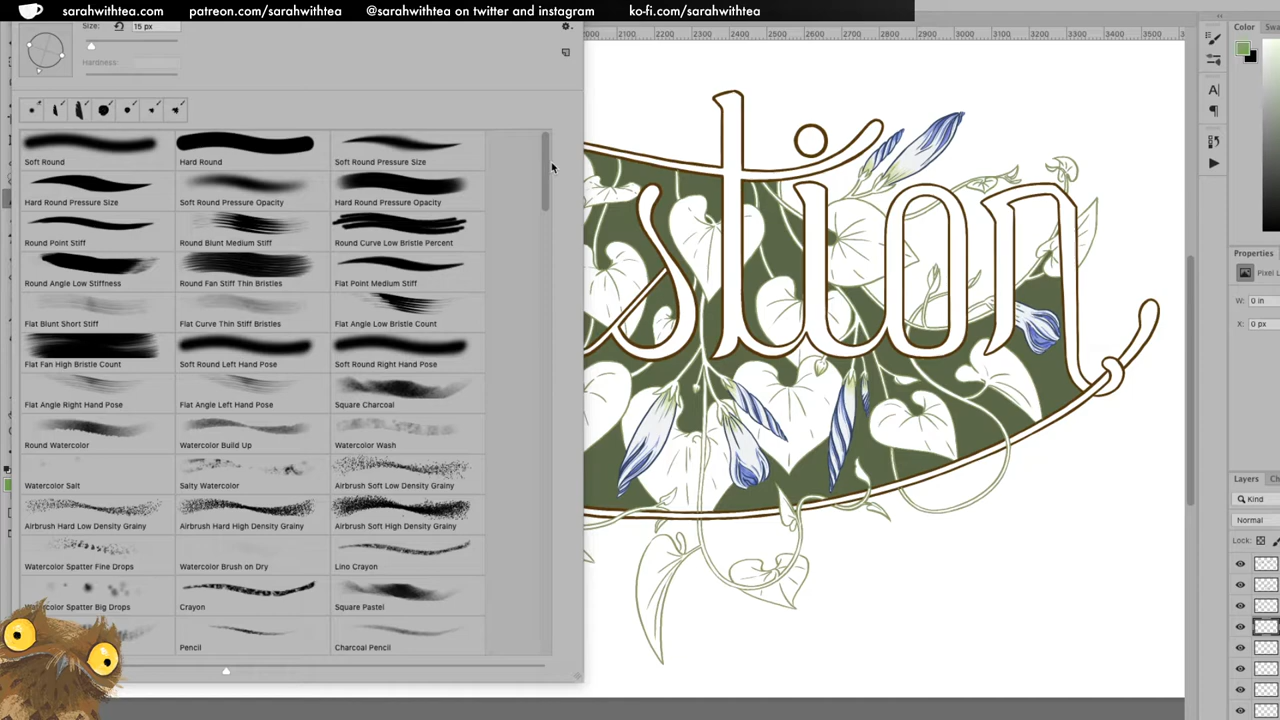 sarahwithtea.com patreon.com/sarahwithtea @sarahwithtea on twitter and instagram ko-fi.com/sarahwithtea
Size: 15 px
Hardness:
2100 2200 2300 2400 2500 2600 2700 2800 2900 3000 3100 3200 3300 3400 3500
Color
Soft Round Hard Round Soft Round Pressure Size
Hard Round Pressure Size Soft Round Pressure Opacity Hard Round Pressure Opacity
Round Point Stiff Round Blunt Medium Stiff Round Curve Low Bristle Percent
Round Angle Low Stiffness Round Fan Stiff Thin Bristles Flat Point Medium Stiff
Flat Blunt Short Stiff Flat Curve Thin Stiff Bristles Flat Angle Low Bristle Count
Flat Fan High Bristle Count Soft Round Left Hand Pose Soft Round Right Hand Pose
Flat Angle Right Hand Pose Flat Angle Left Hand Pose Square Charcoal
Round Watercolor Watercolor Build Up Watercolor Wash
Watercolor Salt Salty Watercolor Airbrush Soft Low Density Grainy
Airbrush Hard Low Density Grainy Airbrush Hard High Density Grainy Airbrush Soft High Density Grainy
Watercolor Spatter Fine Drops Watercolor Brush on Dry Lino Crayon
Watercolor Spatter Big Drops Crayon Square Pastel
Pencil Charcoal Pencil
stion
Properties
Pixel L
W: 0 in
X: 0 px
Layers Ch
Kind
Normal
Lock: